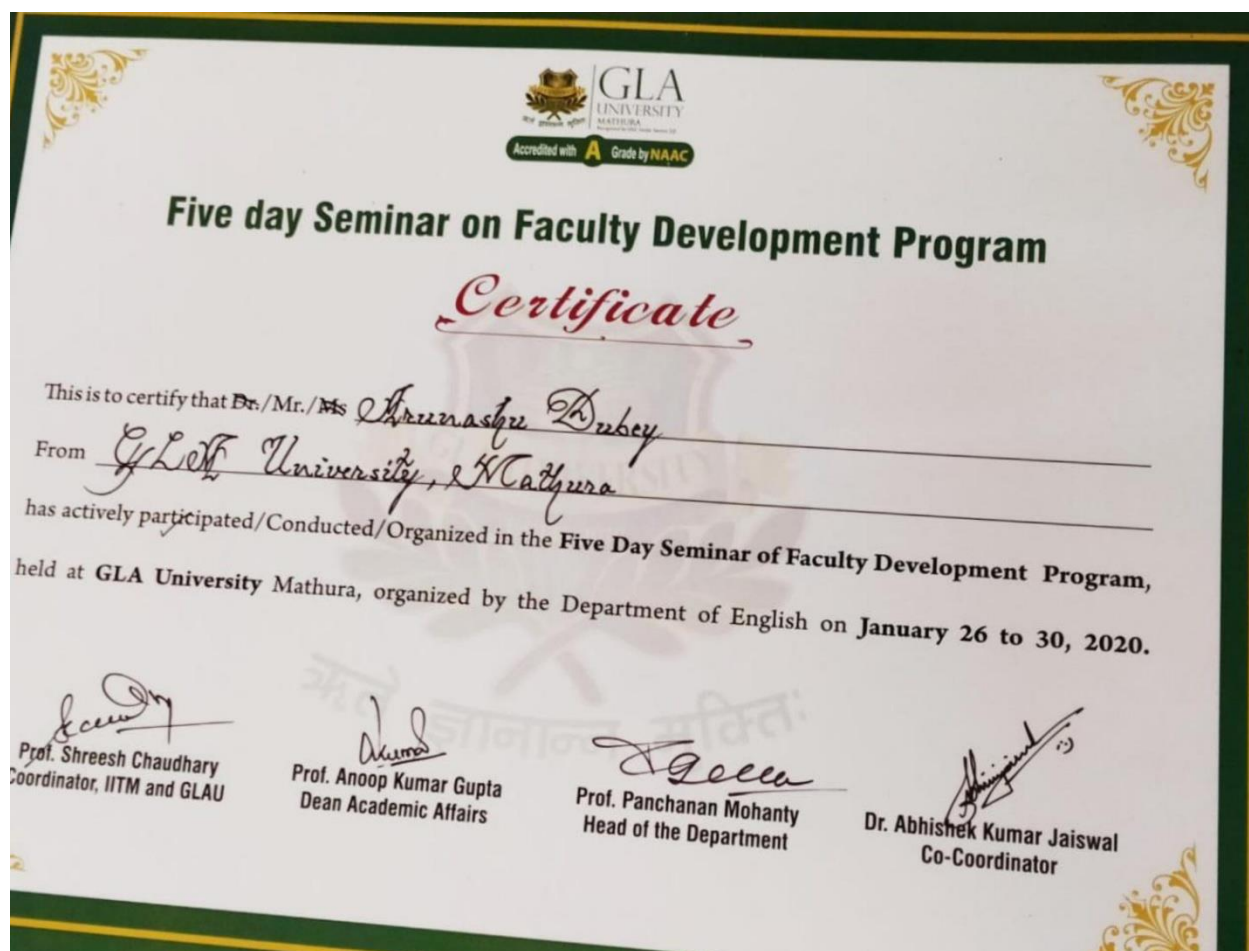 GLA
UNIVERSITY
MATHURA
Accredited with A Grade by NAAC
Five day Seminar on Faculty Development Program
Certificate
This is to certify that Dr./Mr./Ms Arunashu Dubey
From GLA University, Mathura
has actively participated/Conducted/Organized in the Five Day Seminar of Faculty Development Program,
held at GLA University Mathura, organized by the Department of English on January 26 to 30, 2020.
Prof. Shreesh Chaudhary
Coordinator, IITM and GLAU
Prof. Anoop Kumar Gupta
Dean Academic Affairs
Prof. Panchanan Mohanty
Head of the Department
Dr. Abhishek Kumar Jaiswal
Co-Coordinator